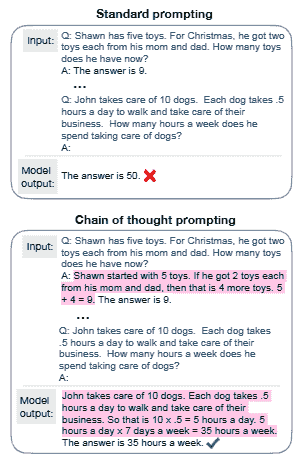 Standard prompting
Input:
Q: Shawn has five toys. For Christmas, he got two
toys each from his mom and dad. How many toys
does he have now?
A: The answer is 9.
...
Q: John takes care of 10 dogs. Each dog takes .5
hours a day to walk and take care of their
business. How many hours a week does he
spend taking care of dogs?
A:
Model
output:
The answer is 50.
Chain of thought prompting
Input:
Q: Shawn has five toys. For Christmas, he got two
toys each from his mom and dad. How many toys
does he have now?
A: Shawn started with 5 toys. If he got 2 toys each
from his mom and dad, then that is 4 more toys. 5
+ 4 = 9. The answer is 9.
...
Q: John takes care of 10 dogs. Each dog takes
.5 hours a day to walk and take care of their
business. How many hours a week does he
spend taking care of dogs?
A:
Model
output:
John takes care of 10 dogs. Each dog takes .5
hours a day to walk and take care of their
business. So that is 10 x .5 = 5 hours a day. 5
hours a day x 7 days a week = 35 hours a week.
The answer is 35 hours a week.